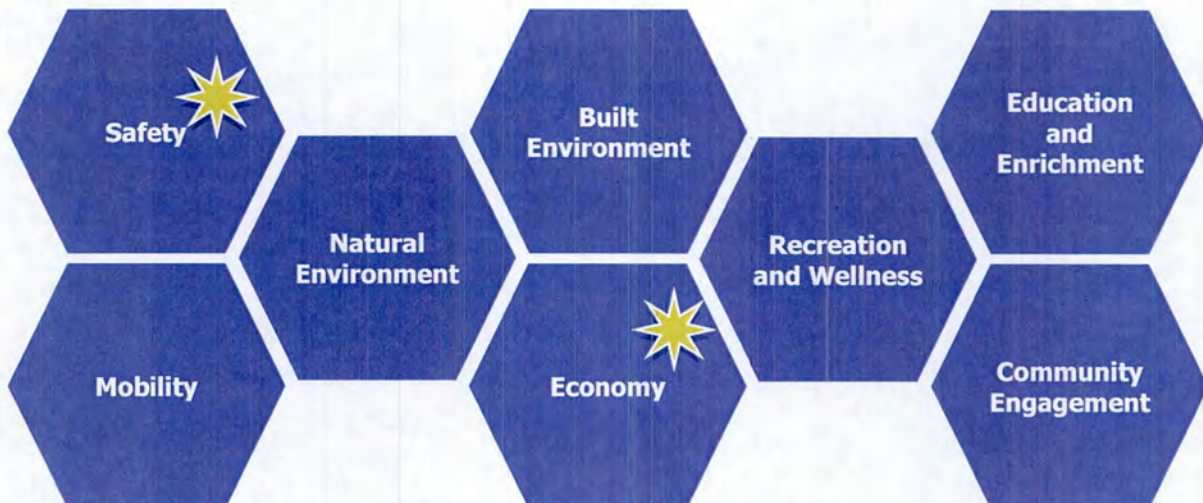 Safety
Built
Environment
Education
and
Enrichment
Natural
Environment
Recreation
and Wellness
Mobility
Economy
Community
Engagement